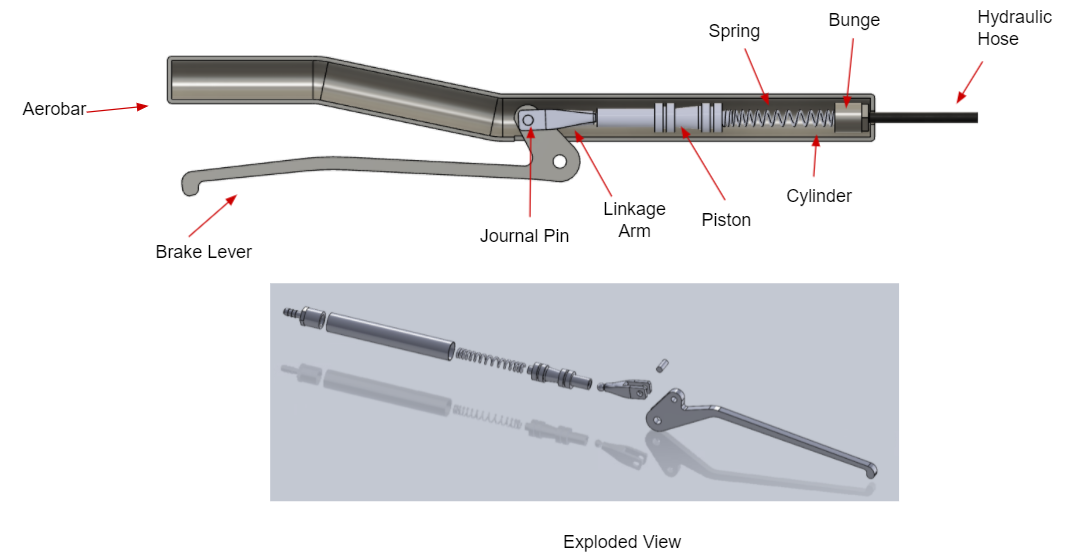 Hydraulic
Hose
Bunge
Spring
Aerobar
Cylinder
Linkage
Arm
Piston
Journal Pin
Brake Lever
Exploded View